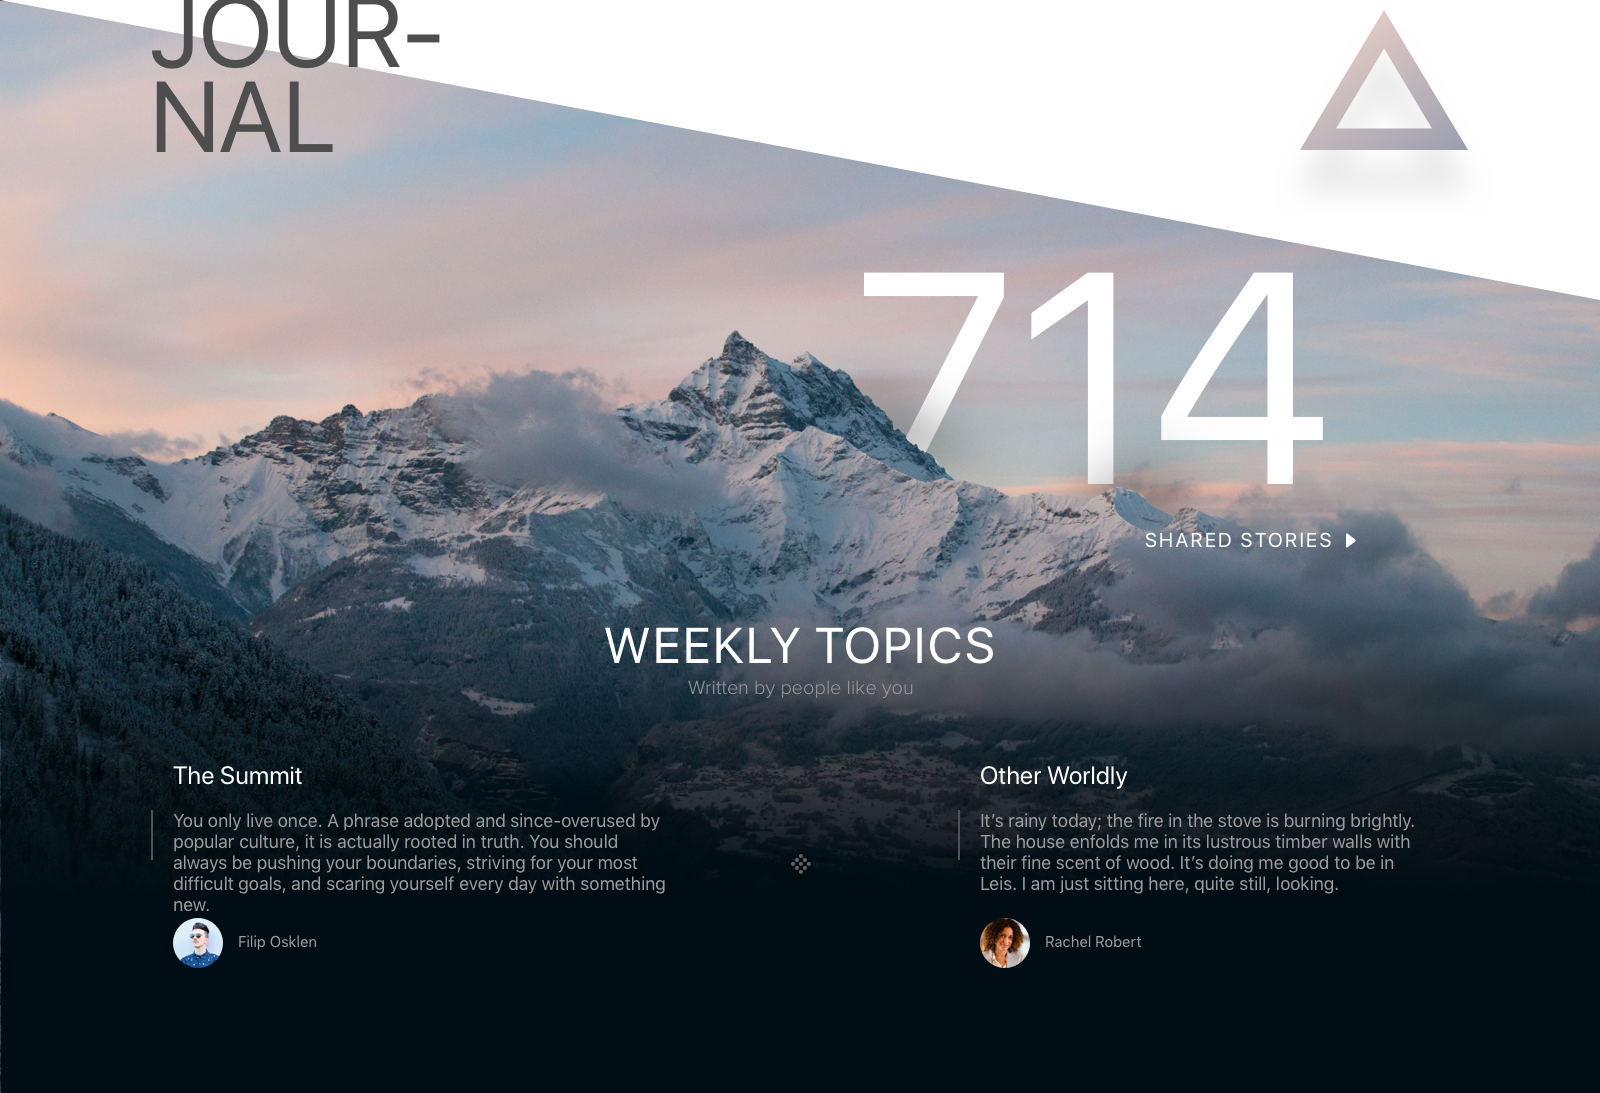 JOUR-
NAL
714
SHARED STORIES
WEEKLY TOPICS
Written by people like you
The Summit
You only live once. A phrase adopted and since-overused by
popular culture, it is actually rooted in truth. You should
always be pushing your boundaries, striving for your most
difficult goals, and scaring yourself every day with something
new.
Filip Osklen
Other Worldly
It’s rainy today; the fire in the stove is burning brightly.
The house enfolds me in its lustrous timber walls with
their fine scent of wood. It’s doing me good to be in
Leis. I am just sitting here, quite still, looking.
Rachel Robert